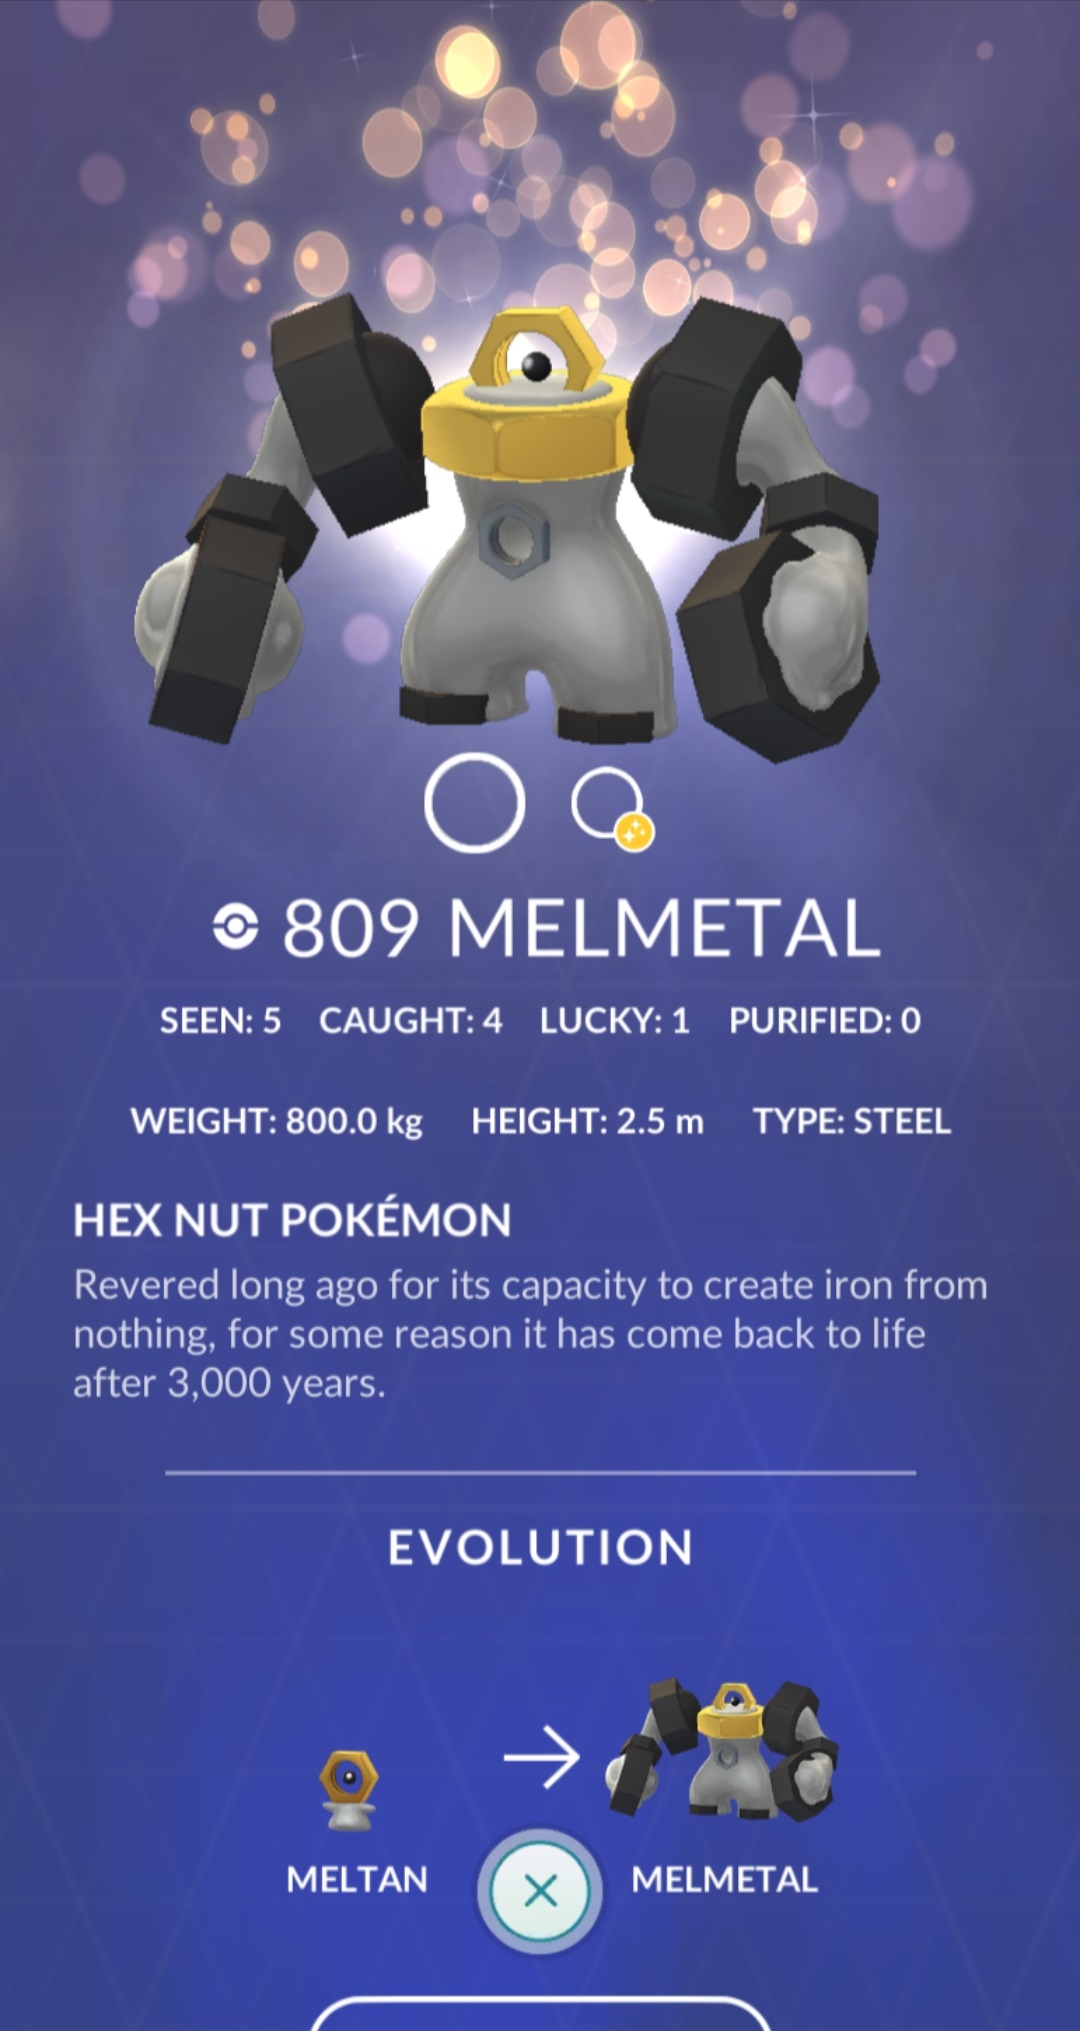 809 MELMETAL
SEEN: 5 CAUGHT: 4 LUCKY: 1 PURIFIED: 0
WEIGHT: 800.0 kg HEIGHT: 2.5 m TYPE: STEEL
HEX NUT POKÉMON
Revered long ago for its capacity to create iron from
nothing, for some reason it has come back to life
after 3,000 years.
EVOLUTION
MELTAN MELMETAL